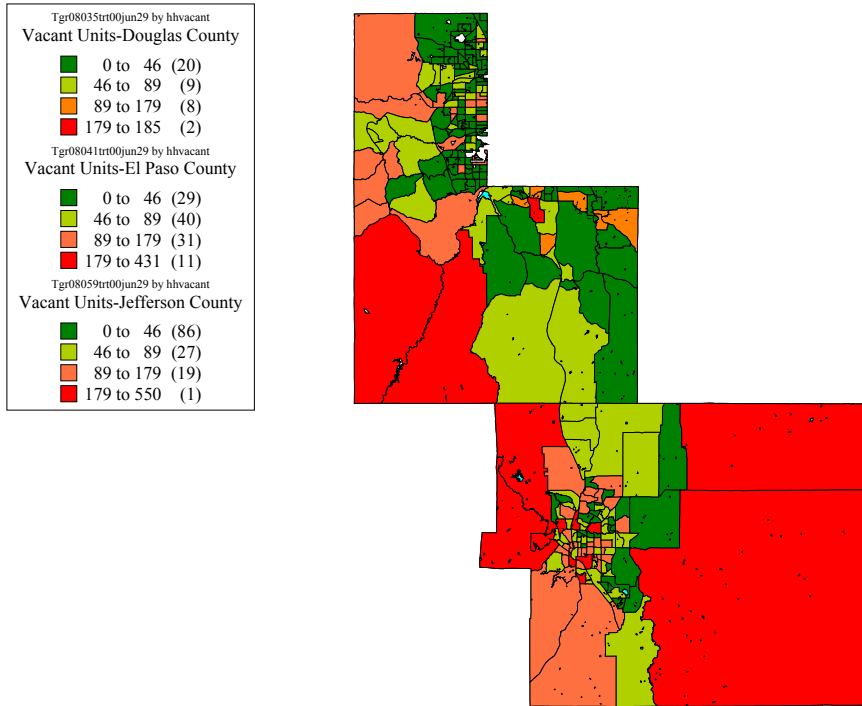 Tgr08035trt00jun29 by hhvacant
Vacant Units-Douglas County
0 to 46 (20)
46 to 89 (9)
89 to 179 (8)
179 to 185 (2)
Tgr08041trt00jun29 by hhvacant
Vacant Units-El Paso County
0 to 46 (29)
46 to 89 (40)
89 to 179 (31)
179 to 431 (11)
Tgr08059trt00jun29 by hhvacant
Vacant Units-Jefferson County
0 to 46 (86)
46 to 89 (27)
89 to 179 (19)
179 to 550 (1)